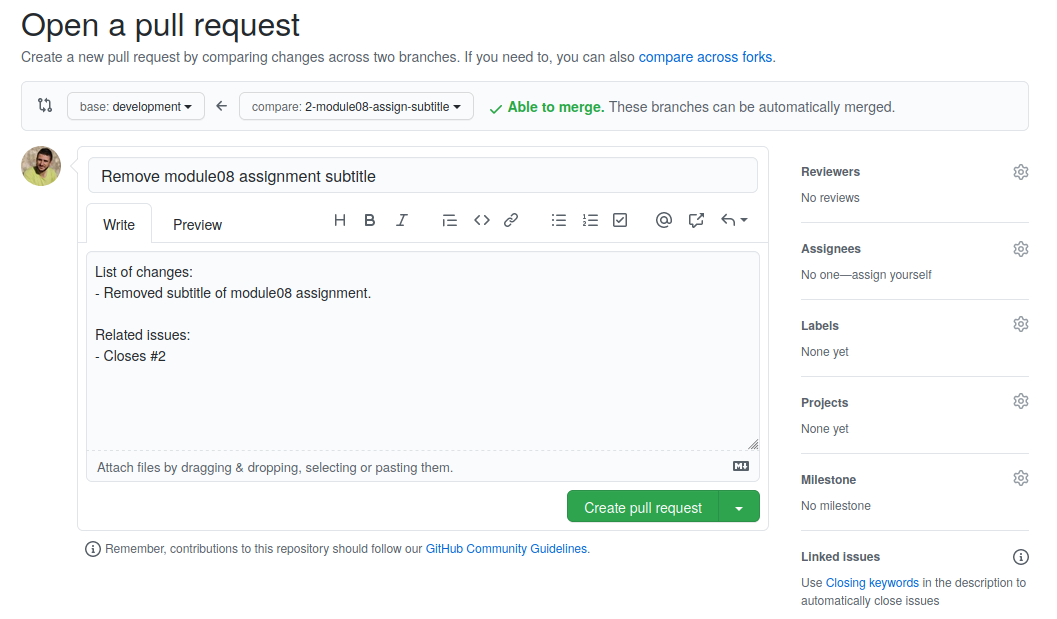 Open a pull request
Create a new pull request by comparing changes across two branches. If you need to, you can also compare across forks.
base: development
compare: 2-module08-assign-subtitle
Able to merge. These branches can be automatically merged.
Remove module08 assignment subtitle
Write
Preview
List of changes:
- Removed subtitle of module08 assignment.
Related issues:
- Closes #2
Attach files by dragging & dropping, selecting or pasting them.
Create pull request
Remember, contributions to this repository should follow our GitHub Community Guidelines.
Reviewers
No reviews
Assignees
No one—assign yourself
Labels
None yet
Projects
None yet
Milestone
No milestone
Linked issues
Use Closing keywords in the description to
automatically close issues